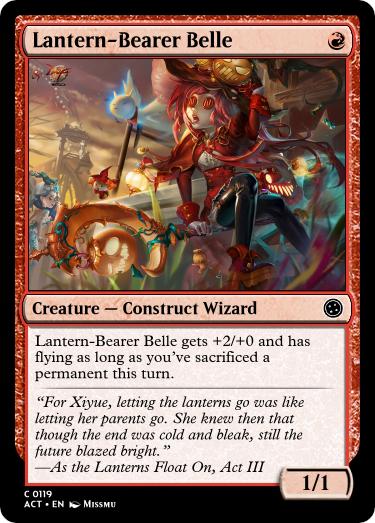 Lantern-Bearer Belle
Creature — Construct Wizard
Lantern-Bearer Belle gets +2/+0 and has
flying as long as you’ve sacrificed a
permanent this turn.
“For Xiyue, letting the lanterns go was like
letting her parents go. She knew then that
though the end was cold and bleak, still the
future blazed bright.”
—As the Lanterns Float On, Act III
1/1
C 0119
ACT • EN Missmu